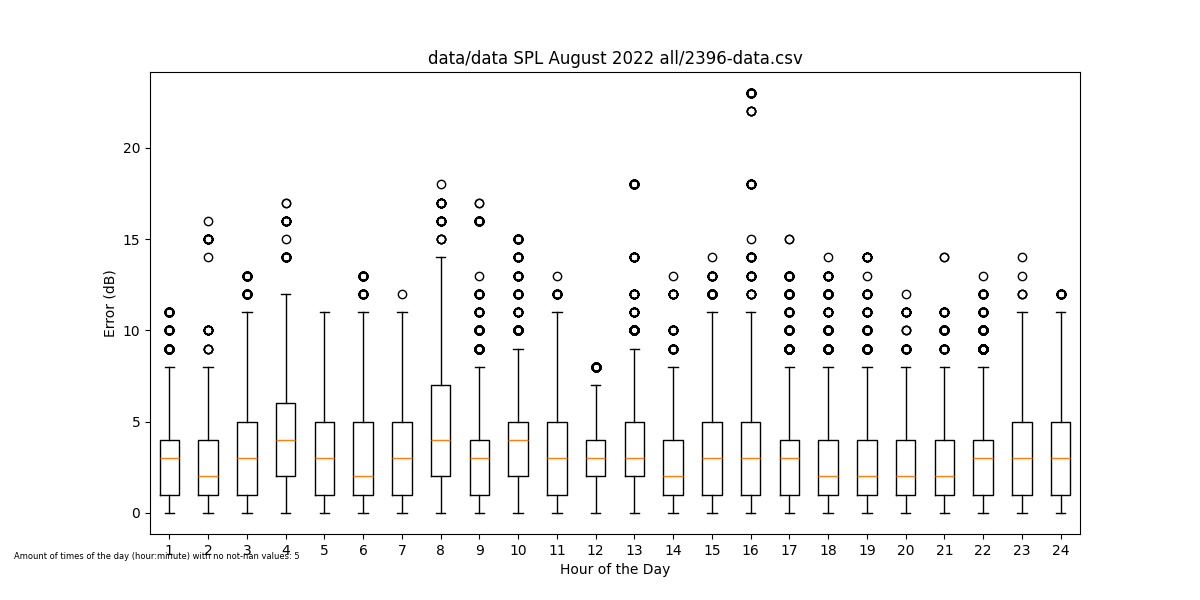 data/data SPL August 2022 all/2396-data.csv
Error (dB)
20
15
10
5
0
1 2 3 4 5 6 7 8 9 10 11 12 13 14 15 16 17 18 19 20 21 22 23 24
Amount of times of the day (hour:minute) with no not-nan values: 5
Hour of the Day